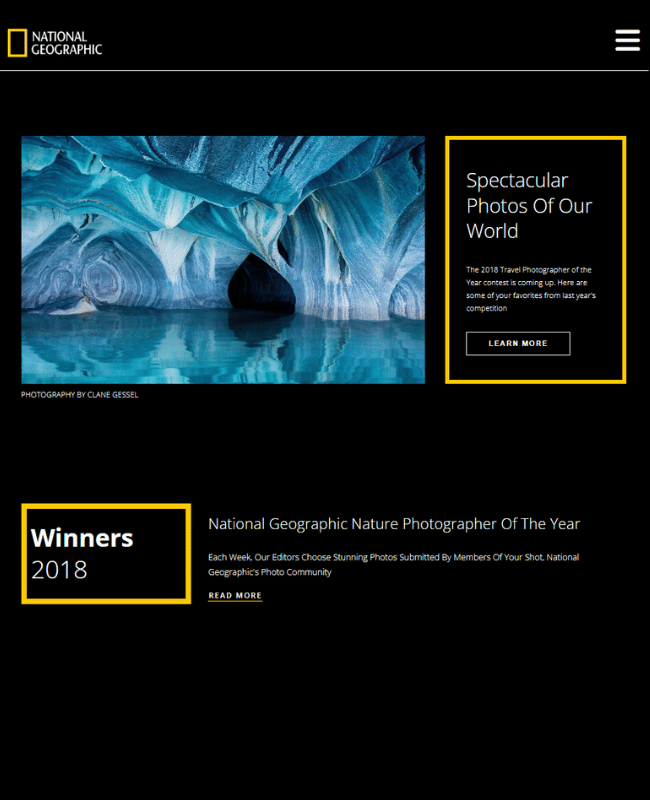 NATIONAL
GEOGRAPHIC
Spectacular
Photos Of Our
World
The 2018 Travel Photographer of the
Year contest is coming up. Here are
some of your favorites from last year's
competition
LEARN MORE
PHOTOGRAPHY BY CLANE GESSEL
Winners
2018
National Geographic Nature Photographer Of The Year
Each Week, Our Editors Choose Stunning Photos Submitted By Members Of Your Shot, National
Geographic's Photo Community
READ MORE